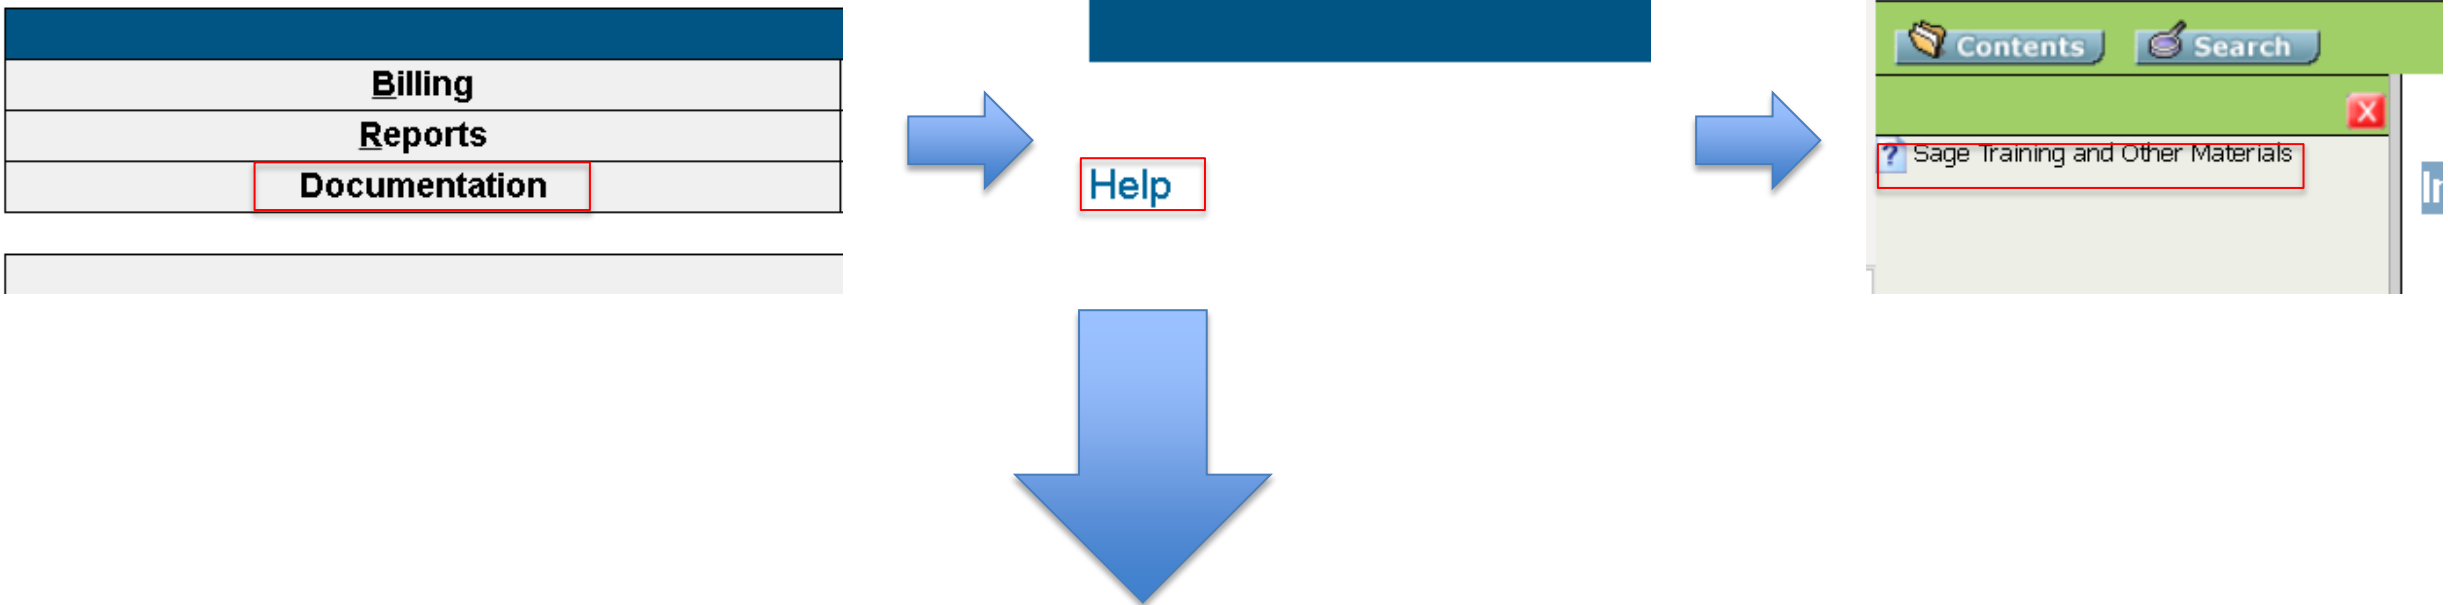 Billing
Reports
Documentation
Help
Contents Search
X
? Sage Training and Other Materials